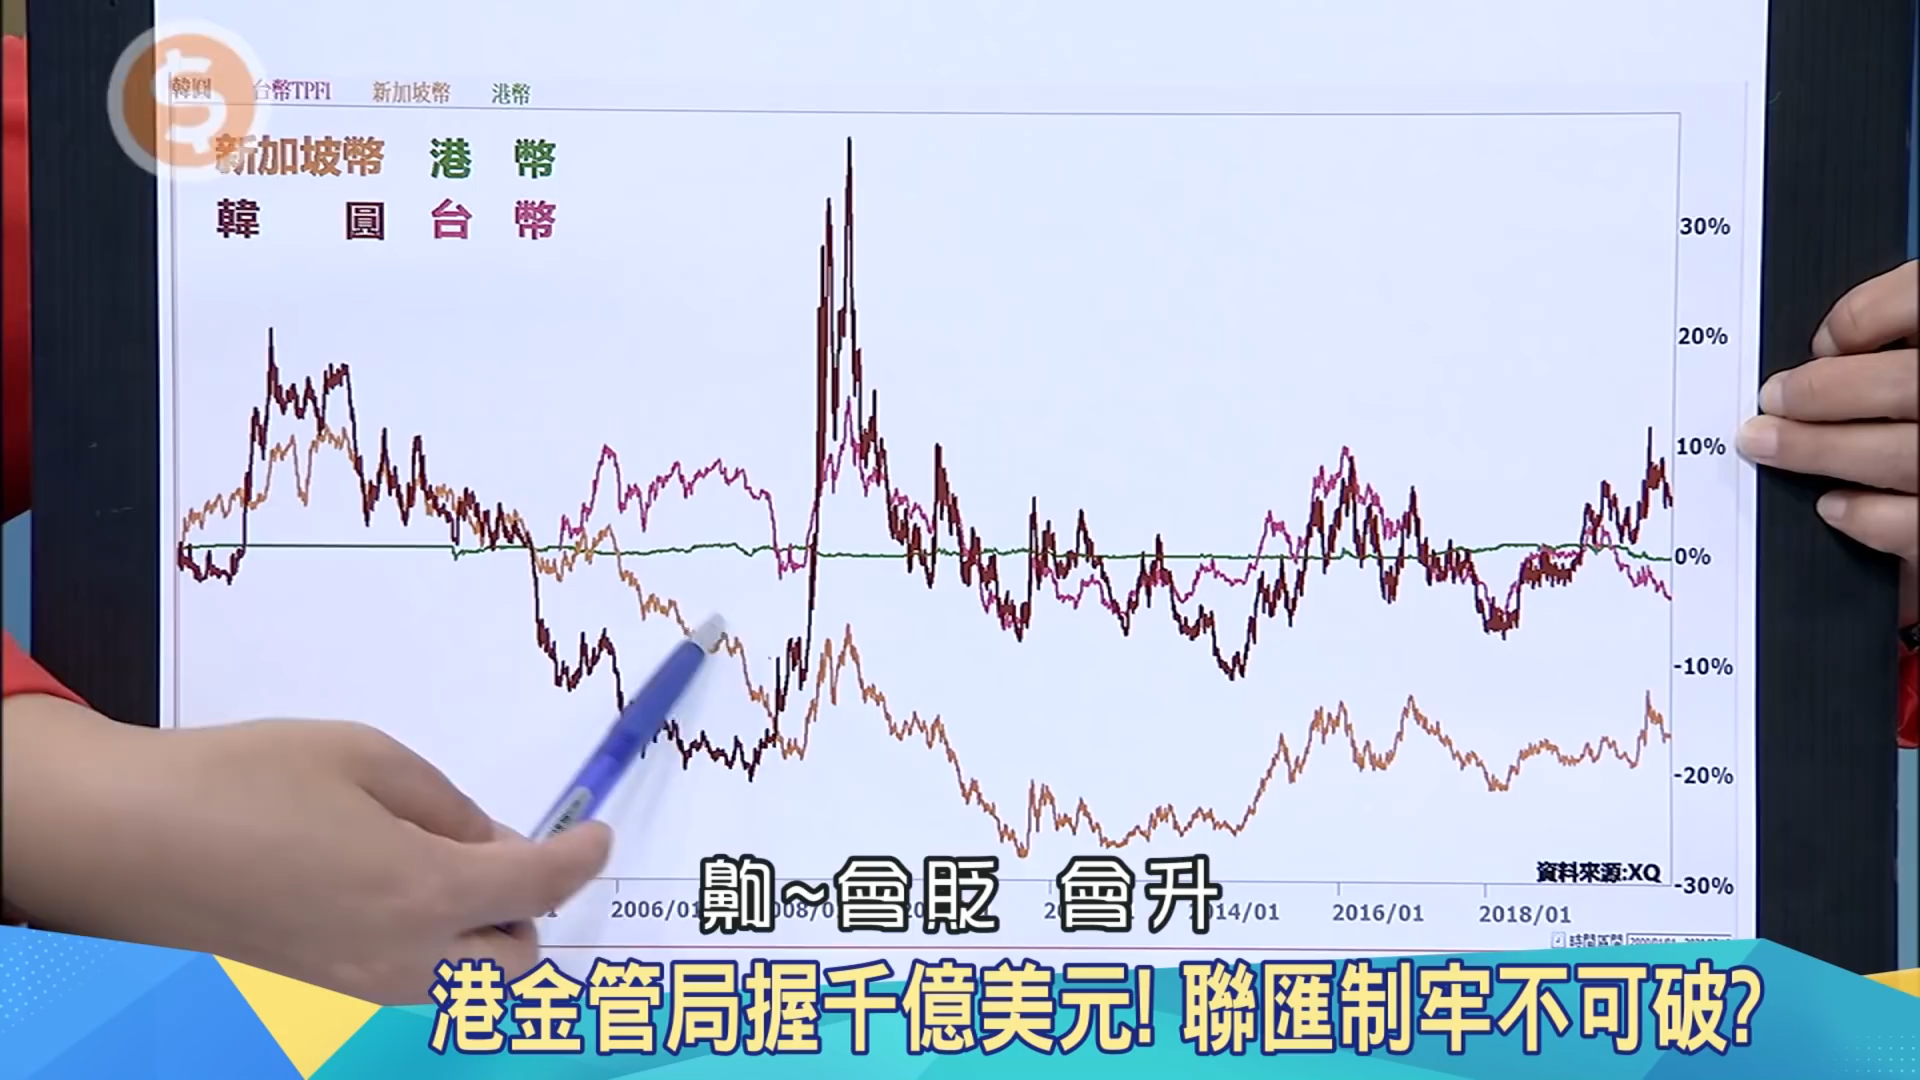 韓圓 台幣TPFI 新加坡幣 港幣
新加坡幣 港幣
韓圓 台幣
30%
20%
10%
0%
-10%
-20%
-30%
資料來源:XQ
2006/01 2014/01 2016/01 2018/01
會貶 會升
港金管局握千億美元! 聯匯制牢不可破?